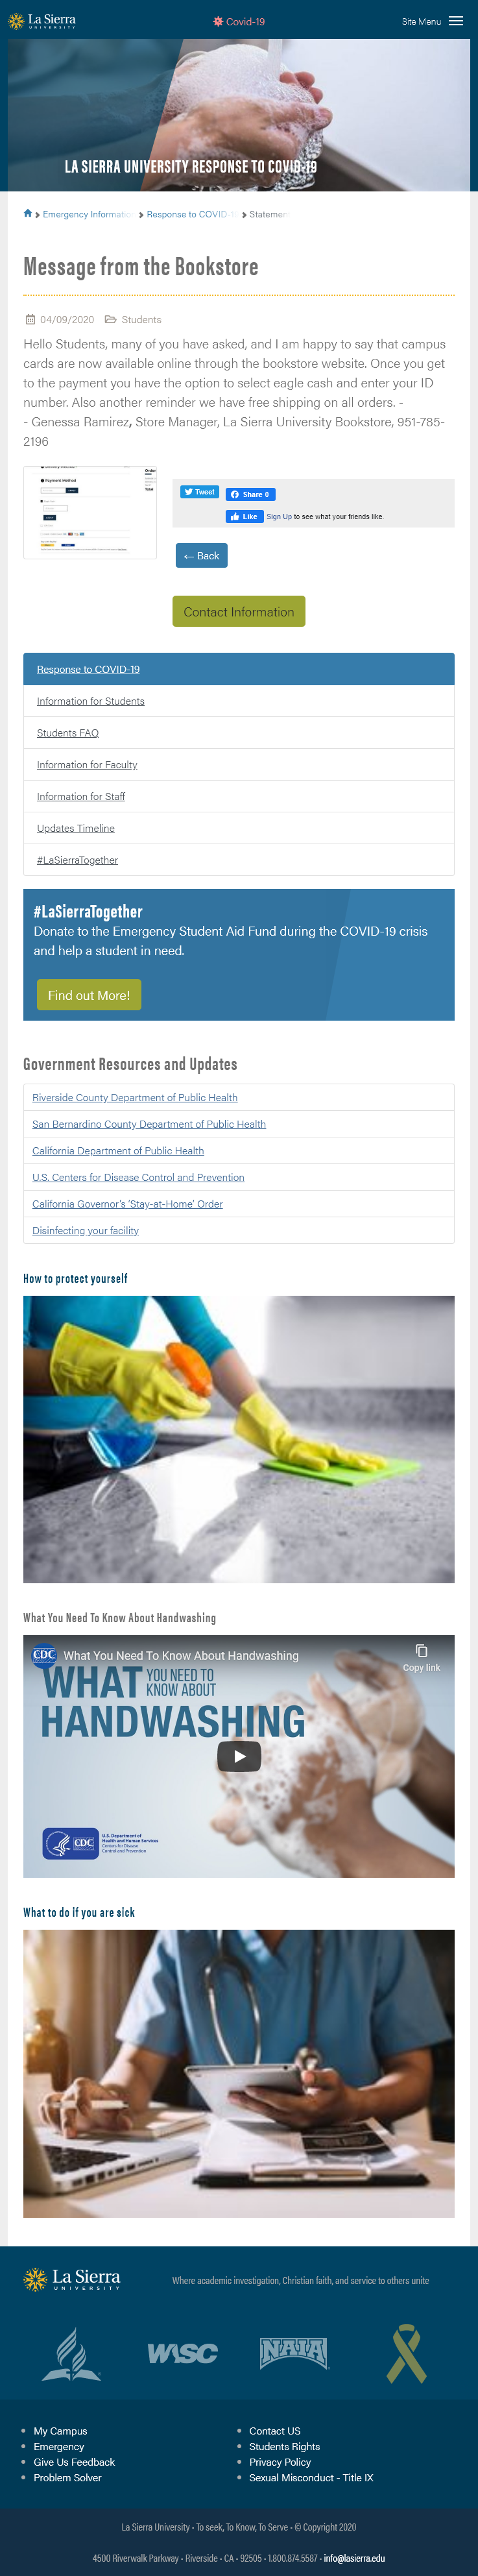 La Sierra
UNIVERSITY
Covid-19
Site Menu
LA SIERRA UNIVERSITY RESPONSE TO COVID-19
Emergency Information
Response to COVID-
Statement
Message from the Bookstore
04/09/2020 Students
Hello Students, many of you have asked, and I am happy to say that campus
cards are now available online through the bookstore website. Once you get
to the payment you have the option to select eagle cash and enter your ID
number. Also another reminder we have free shipping on all orders. -
- Genessa Ramirez, Store Manager, La Sierra University Bookstore, 951-785-
2196
Payment Method
Order
Total
Tweet
Share 0
Like Sign Up to see what your friends like.
← Back
Contact Information
Response to COVID-19
Information for Students
Students FAQ
Information for Faculty
Information for Staff
Updates Timeline
#LaSierraTogether
#LaSierraTogether
Donate to the Emergency Student Aid Fund during the COVID-19 crisis
and help a student in need.
Find out More!
Government Resources and Updates
Riverside County Department of Public Health
San Bernardino County Department of Public Health
California Department of Public Health
U.S. Centers for Disease Control and Prevention
California Governor's 'Stay-at-Home' Order
Disinfecting your facility
How to protect yourself
What You Need To Know About Handwashing
CDC What You Need To Know About Handwashing
Copy link
WHAT YOU NEED TO
KNOW ABOUT
HANDWASHING
CDC
U.S. Department of
Health and Human Services
Centers for Disease
Control and Prevention
What to do if you are sick
La Sierra
UNIVERSITY
Where academic investigation, Christian faith, and service to others unite
WISC
NAIA
My Campus
Emergency
Give Us Feedback
Problem Solver
Contact US
Students Rights
Privacy Policy
Sexual Misconduct - Title IX
La Sierra University - To seek, To Know, To Serve - © Copyright 2020
4500 Riverwalk Parkway - Riverside - CA - 92505 - 1.800.874.5587 - info@lasierra.edu